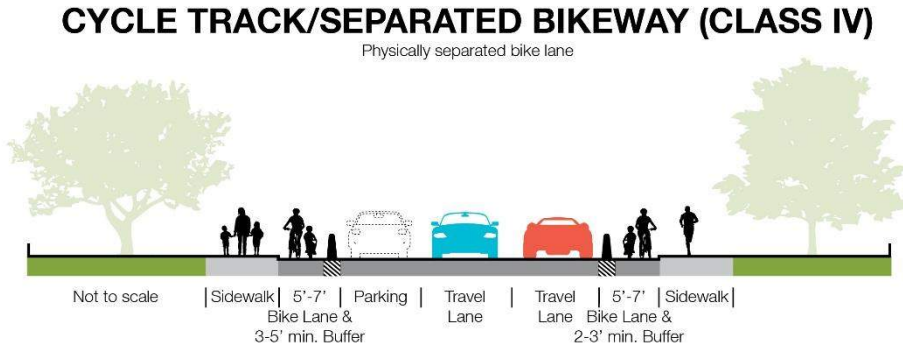 CYCLE TRACK/SEPARATED BIKEWAY (CLASS IV)
Physically separated bike lane
Not to scale
Sidewalk
5'-7'
Bike Lane &
3-5' min. Buffer
Parking
Travel
Lane
Travel
Lane
5'-7'
Bike Lane &
2-3' min. Buffer
Sidewalk